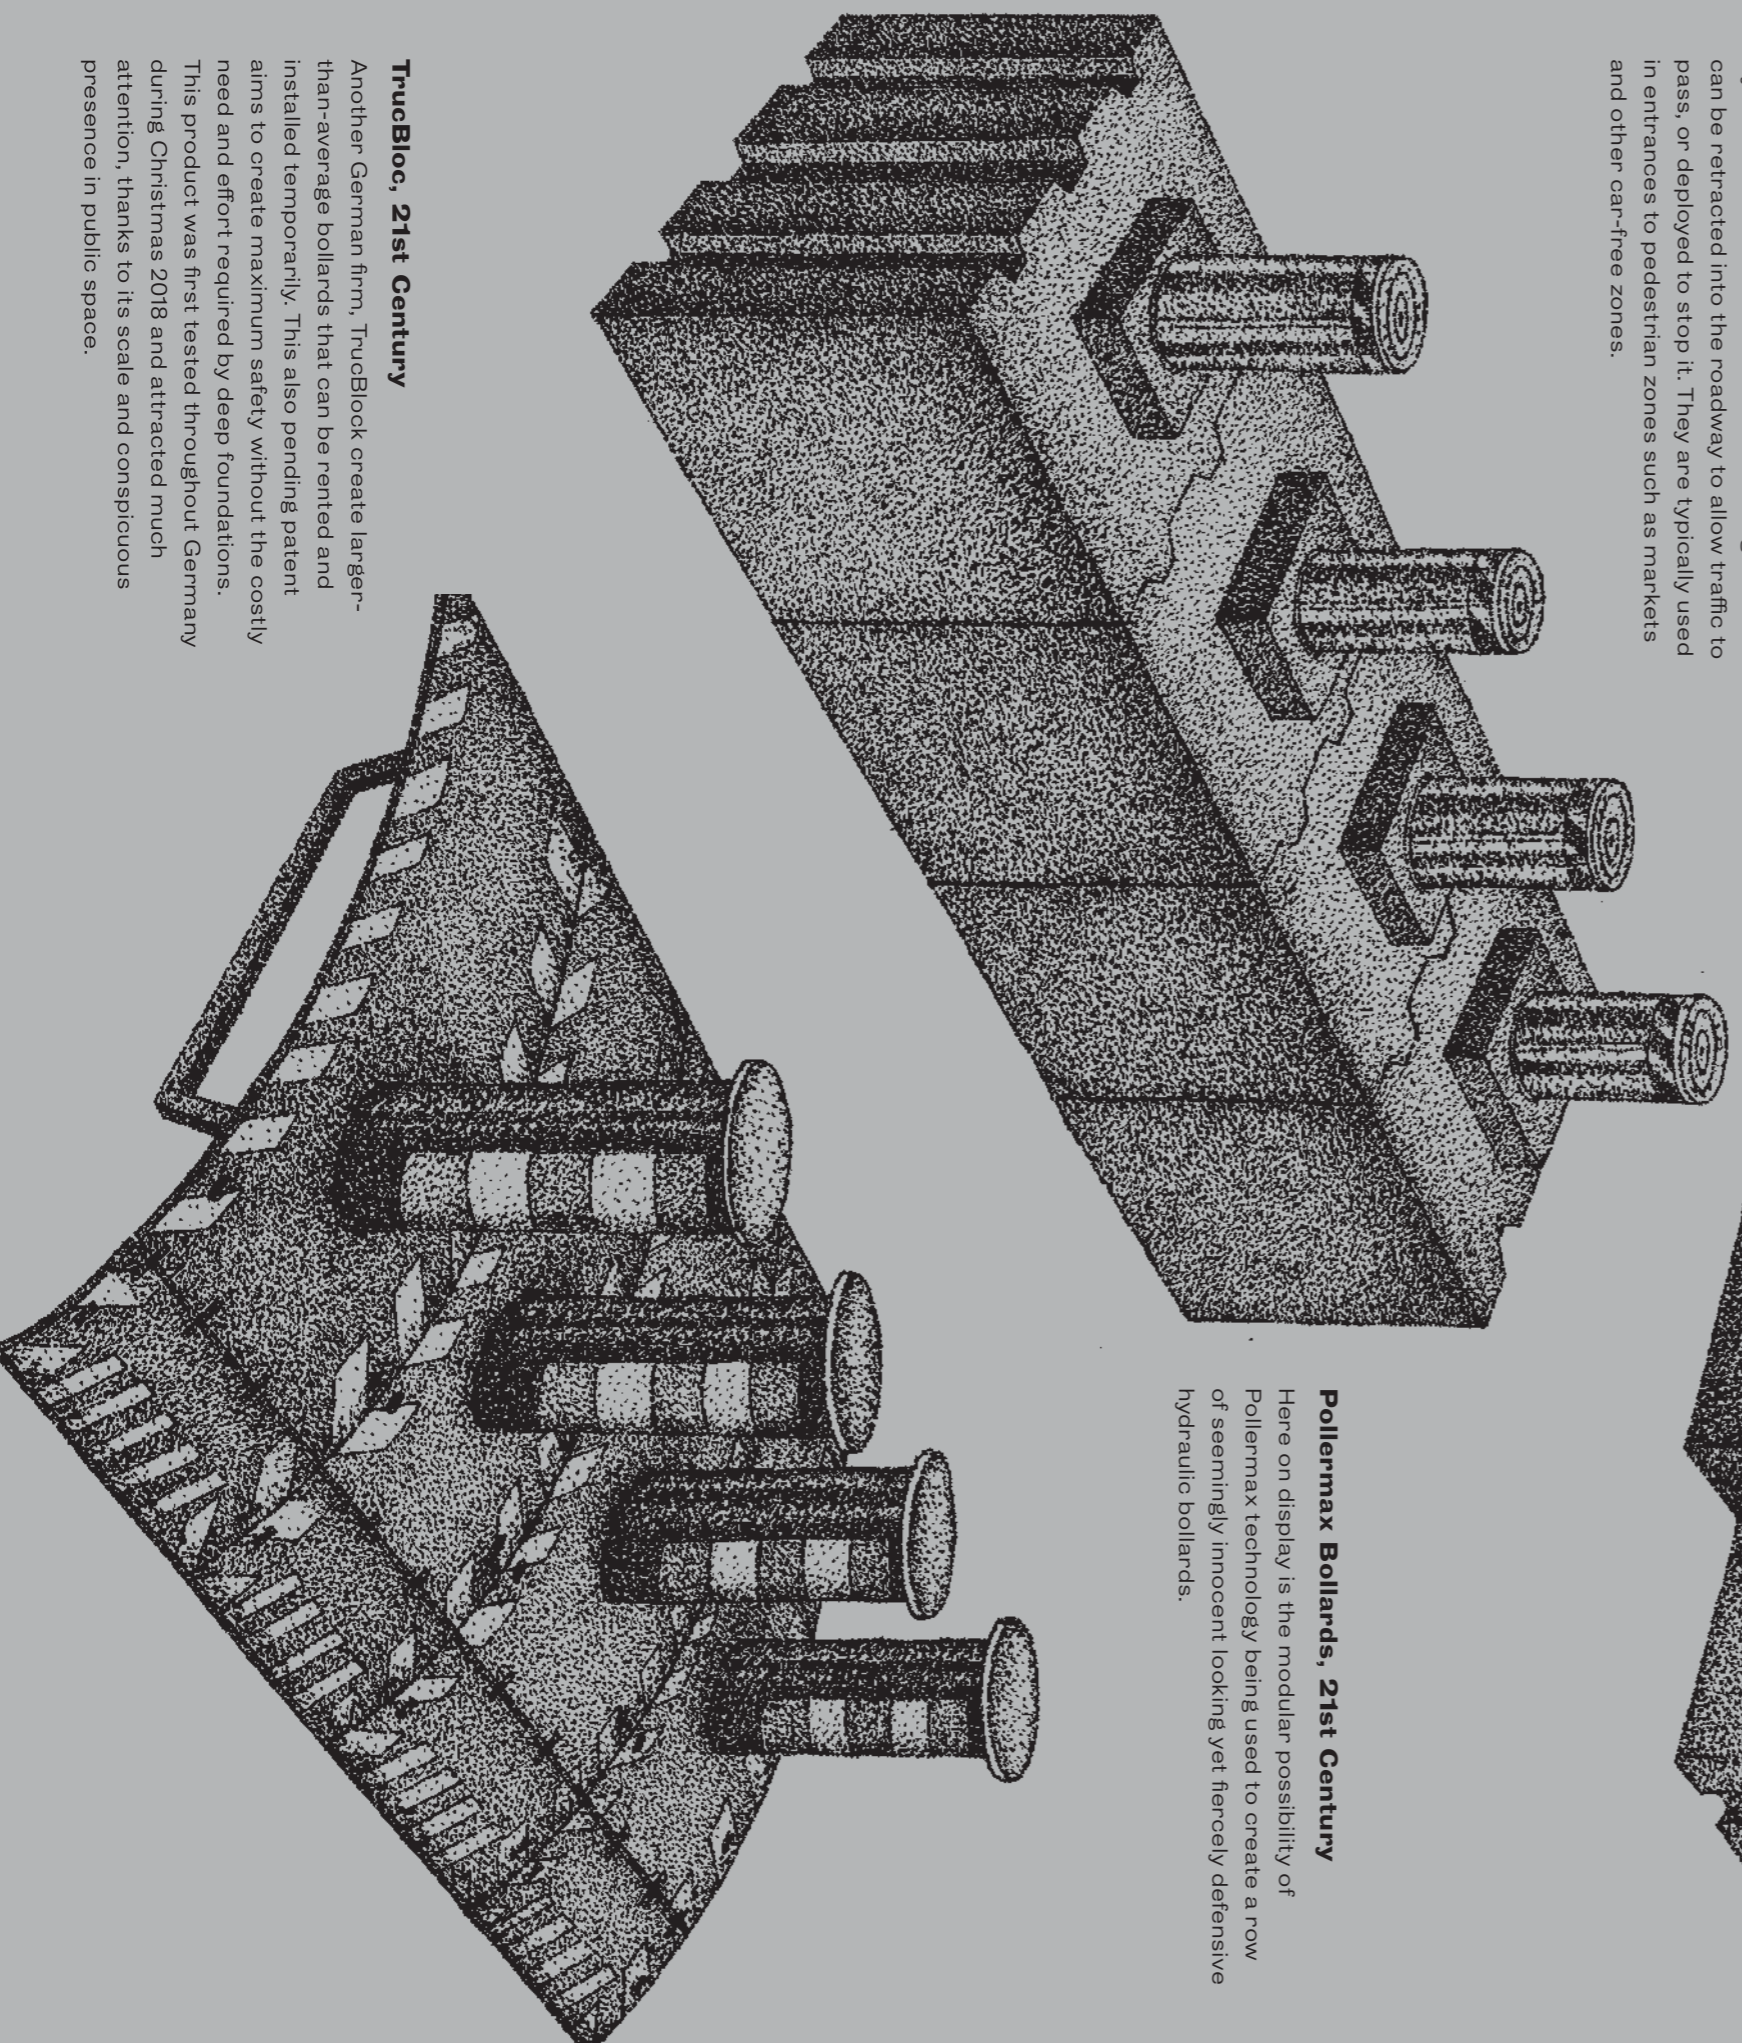 can be retracted into the roadway to allow traffic to
pass, or deployed to stop it. They are typically used
in entrances to pedestrian zones such as markets
and other car-free zones.
Pollermax Bollards, 21st Century
Here on display is the modular possibility of
Pollermax technology being used to create a row
of seemingly innocent looking yet fiercely defensive
hydraulic bollards.
TrucBloc, 21st Century
Another German firm, TrucBlock create larger-
than-average bollards that can be rented and
installed temporarily. This also pending patent
aims to create maximum safety without the costly
need and effort required by deep foundations.
This product was first tested throughout Germany
during Christmas 2018 and attracted much
attention, thanks to its scale and conspicuous
presence in public space.